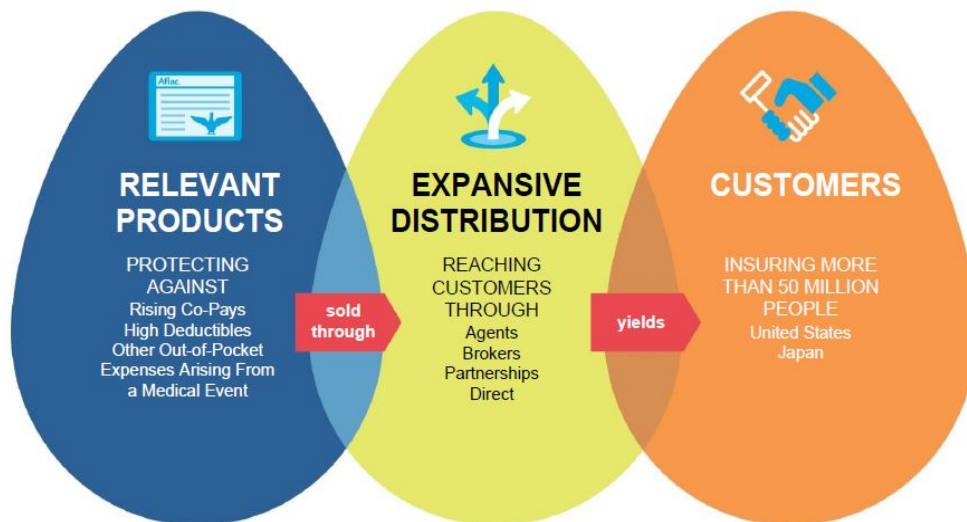 Aflac
RELEVANT
PRODUCTS
PROTECTING
AGAINST
Rising Co-Pays
High Deductibles
Other Out-of-Pocket
Expenses Arising From
a Medical Event
sold
through
EXPANSIVE
DISTRIBUTION
REACHING
CUSTOMERS
THROUGH
Agents
Brokers
Partnerships
Direct
yields
CUSTOMERS
INSURING MORE
THAN 50 MILLION
PEOPLE
United States
Japan